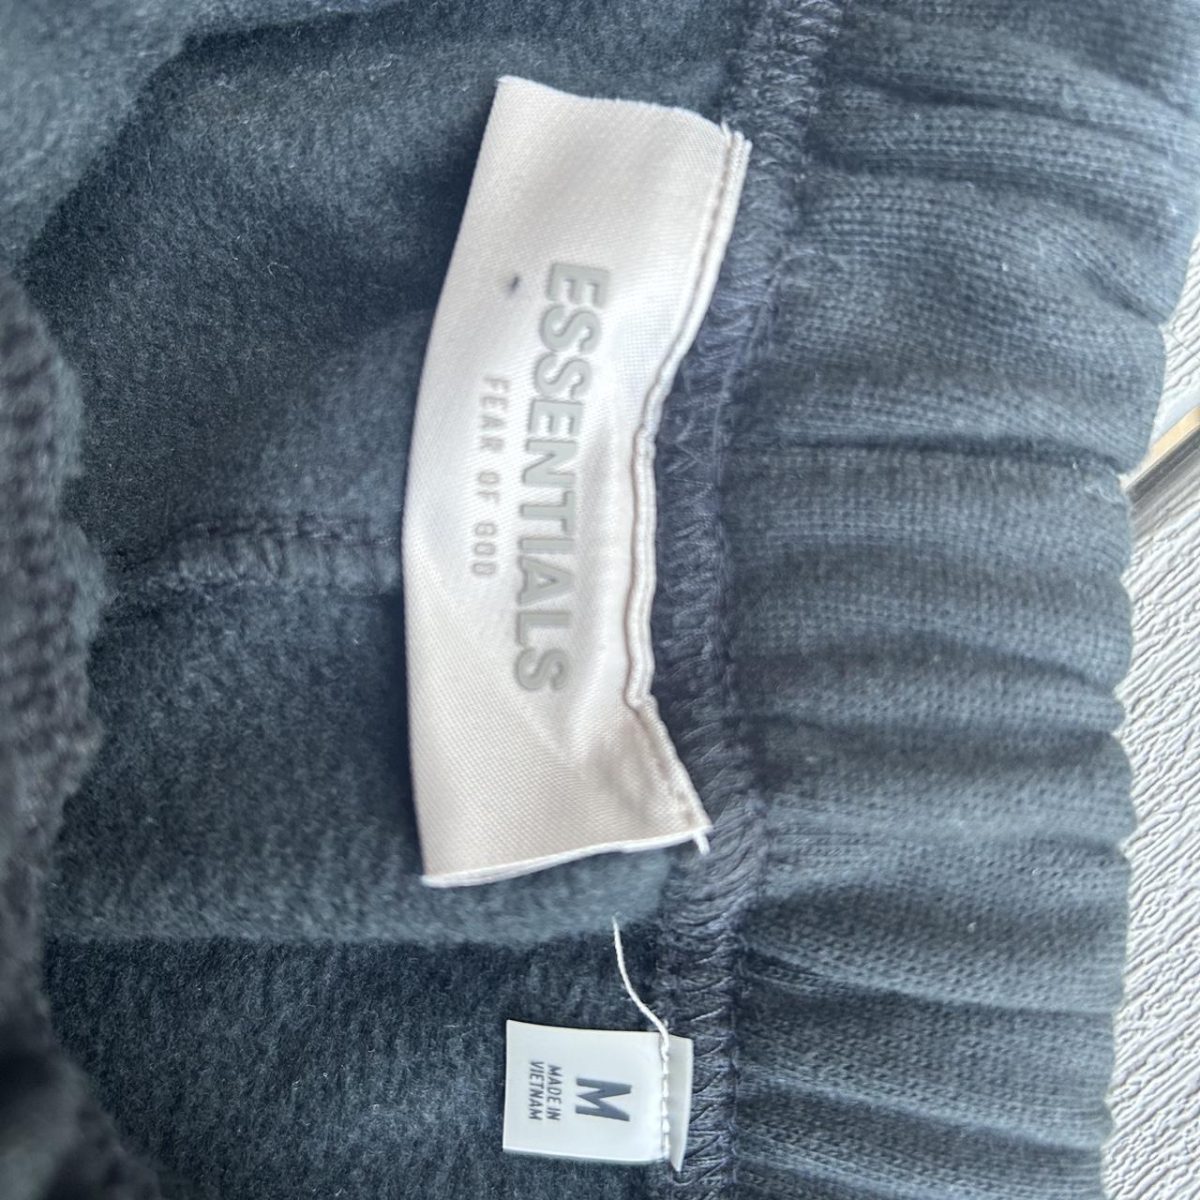 ESSENTIALS
FEAR OF GOD
M
MADE IN
VIETNAM